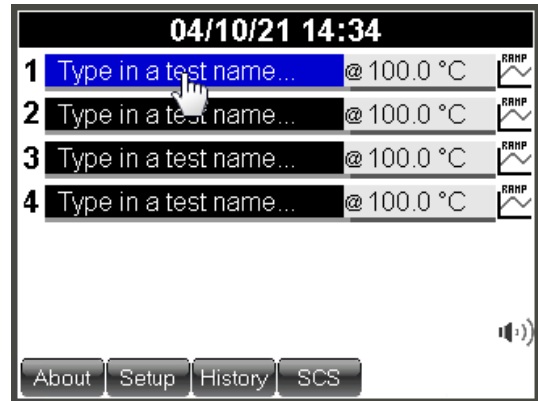 04/10/21 14:34
1 Type in a test name... @ 100.0 °C RAMP
2 Type in a test name... @ 100.0 °C RAMP
3 Type in a test name... @ 100.0 °C RAMP
4 Type in a test name... @ 100.0 °C RAMP
About Setup History SCS